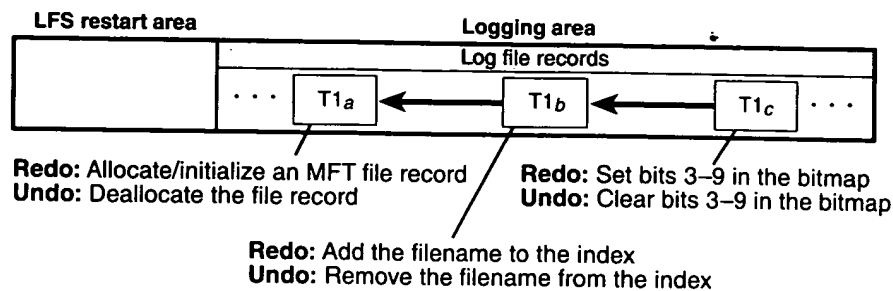 LFS restart area
Logging area
Log file records
· · · T1a T1b T1c · · ·
Redo: Allocate/initialize an MFT file record
Undo: Deallocate the file record
Redo: Set bits 3–9 in the bitmap
Undo: Clear bits 3–9 in the bitmap
Redo: Add the filename to the index
Undo: Remove the filename from the index